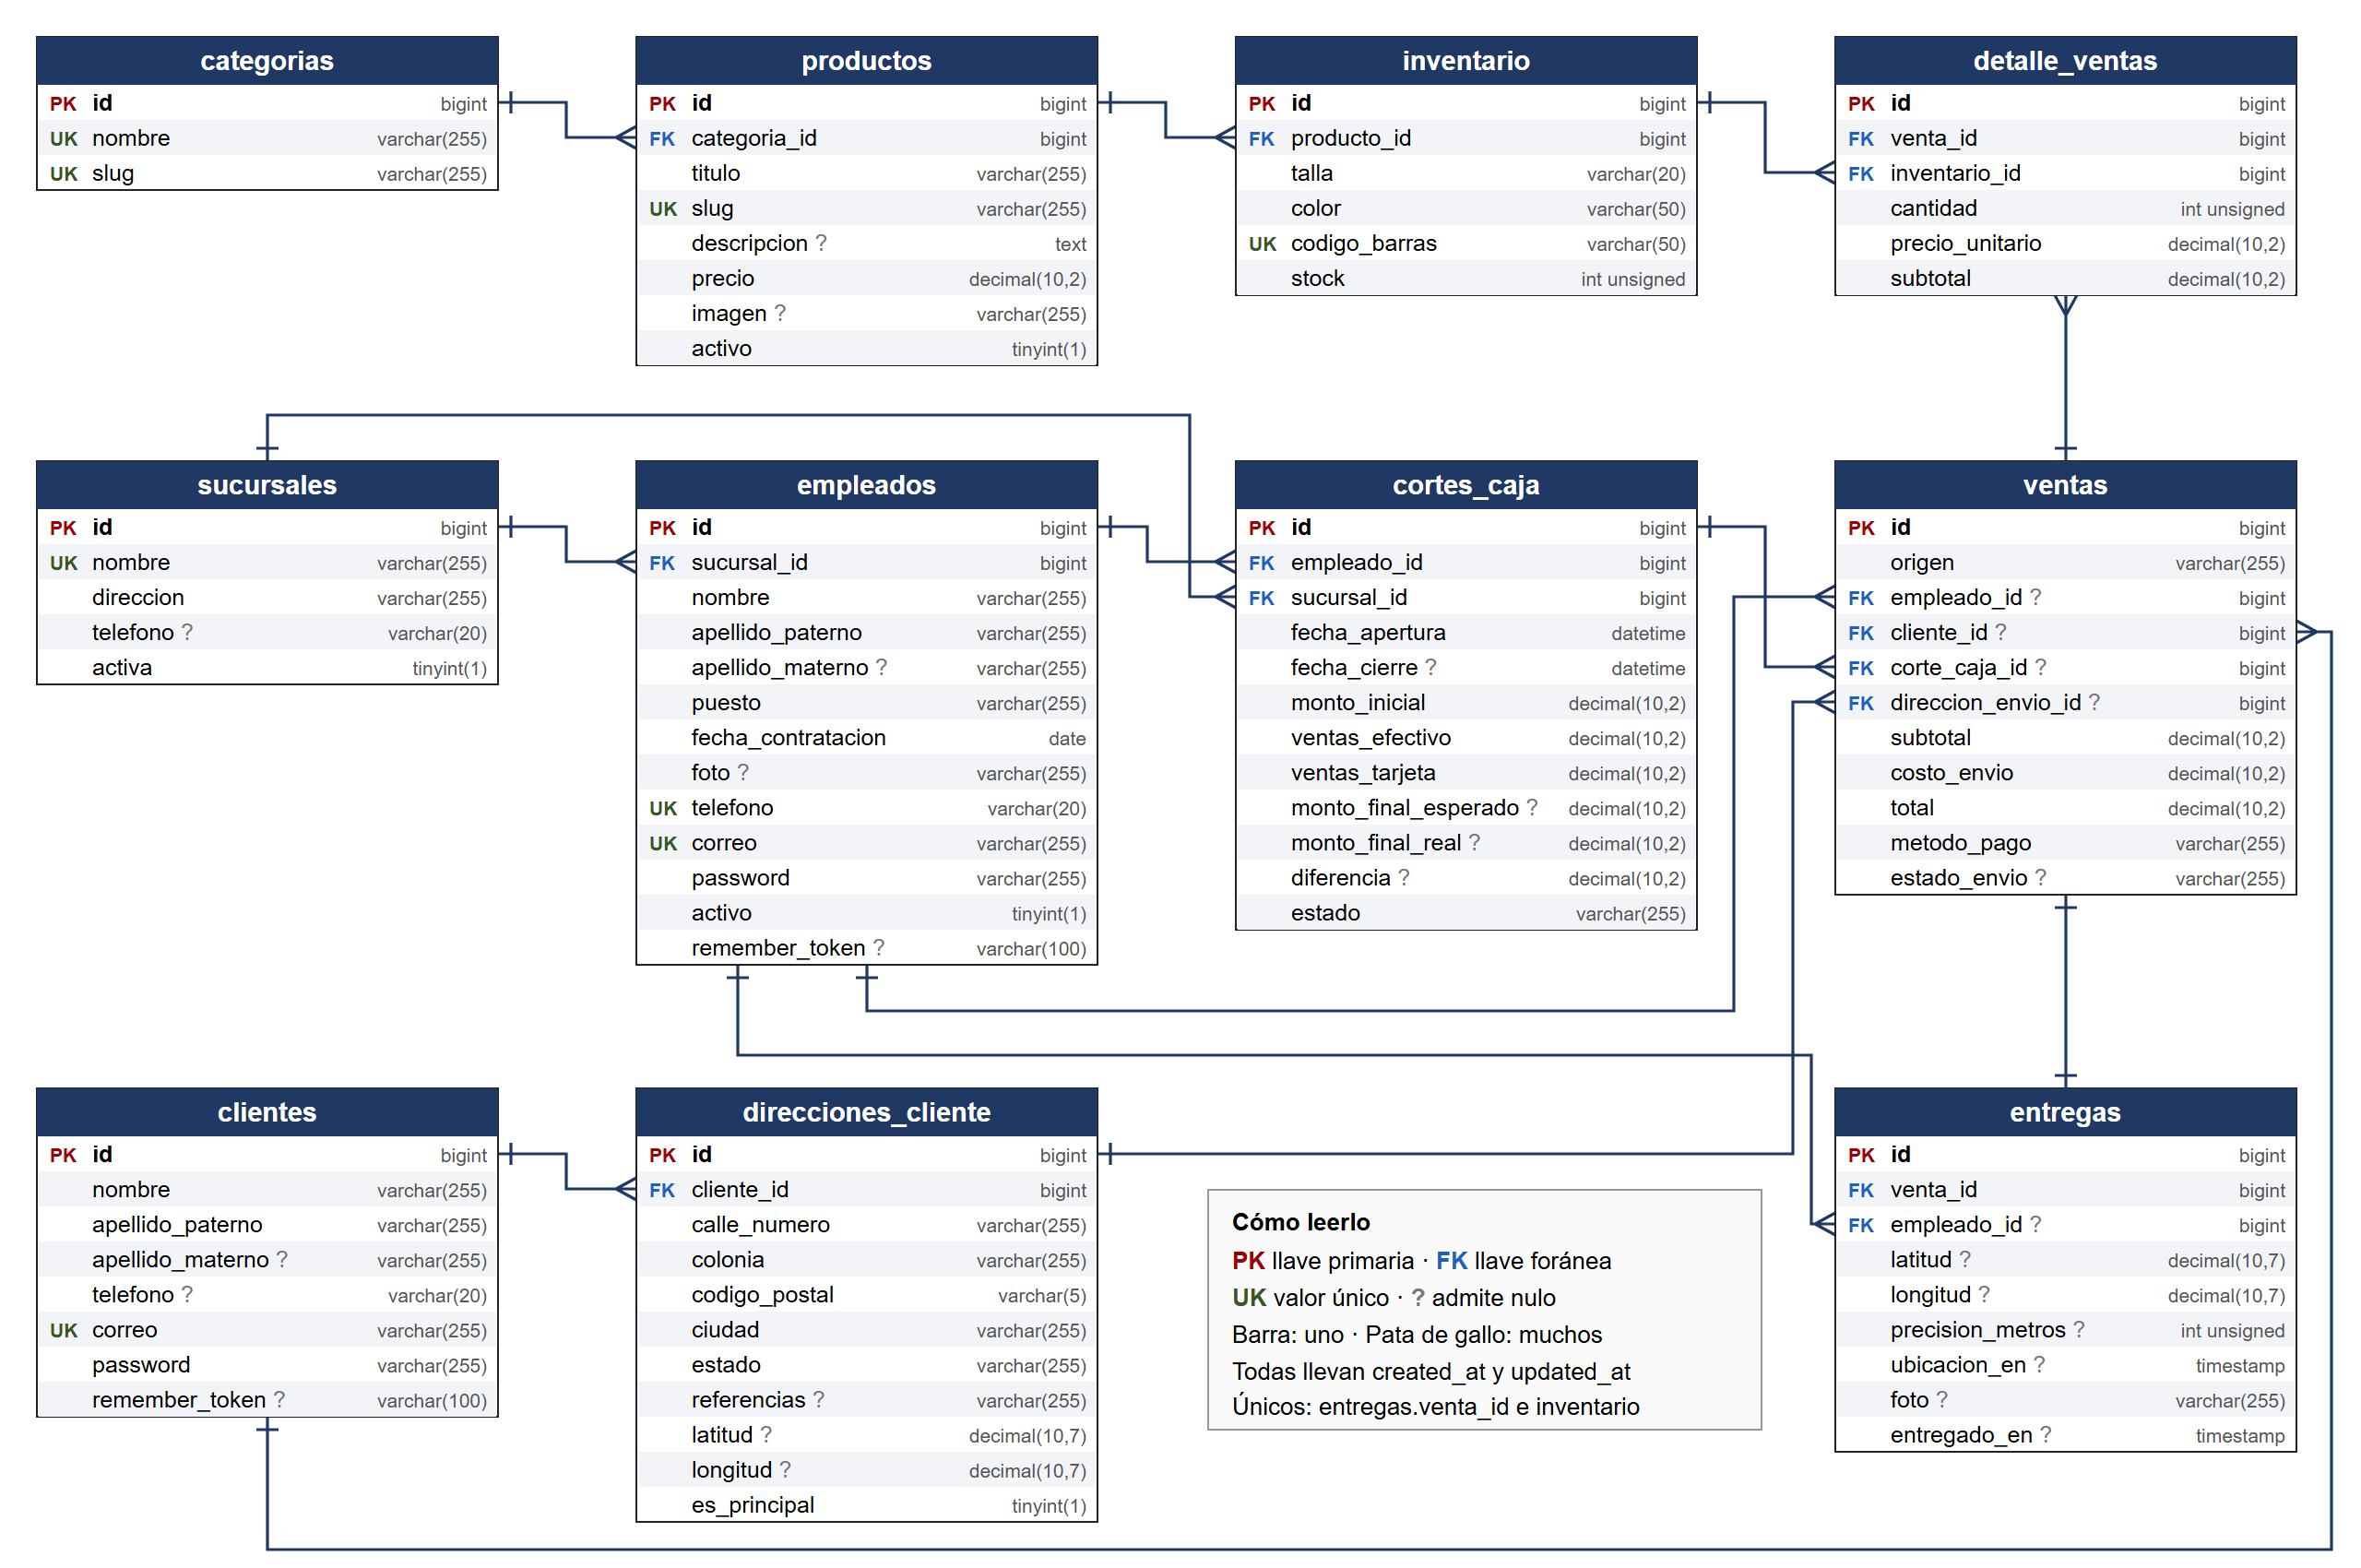 categorias
PK id bigint
UK nombre varchar(255)
UK slug varchar(255)
productos
PK id bigint
FK categoria_id bigint
titulo varchar(255)
UK slug varchar(255)
descripcion ? text
precio decimal(10,2)
imagen ? varchar(255)
activo tinyint(1)
inventario
PK id bigint
FK producto_id bigint
talla varchar(20)
color varchar(50)
UK codigo_barras varchar(50)
stock int unsigned
detalle_ventas
PK id bigint
FK venta_id bigint
FK inventario_id bigint
cantidad int unsigned
precio_unitario decimal(10,2)
subtotal decimal(10,2)
sucursales
PK id bigint
UK nombre varchar(255)
direccion varchar(255)
telefono ? varchar(20)
activa tinyint(1)
empleados
PK id bigint
FK sucursal_id bigint
nombre varchar(255)
apellido_paterno varchar(255)
apellido_materno ? varchar(255)
puesto varchar(255)
fecha_contratacion date
foto ? varchar(255)
UK telefono varchar(20)
UK correo varchar(255)
password varchar(255)
activo tinyint(1)
remember_token ? varchar(100)
cortes_caja
PK id bigint
FK empleado_id bigint
FK sucursal_id bigint
fecha_apertura datetime
fecha_cierre ? datetime
monto_inicial decimal(10,2)
ventas_efectivo decimal(10,2)
ventas_tarjeta decimal(10,2)
monto_final_esperado ? decimal(10,2)
monto_final_real ? decimal(10,2)
diferencia ? decimal(10,2)
estado varchar(255)
ventas
PK id bigint
origen varchar(255)
FK empleado_id ? bigint
FK cliente_id ? bigint
FK corte_caja_id ? bigint
FK direccion_envio_id ? bigint
subtotal decimal(10,2)
costo_envio decimal(10,2)
total decimal(10,2)
metodo_pago varchar(255)
estado_envio ? varchar(255)
clientes
PK id bigint
nombre varchar(255)
apellido_paterno varchar(255)
apellido_materno ? varchar(255)
telefono ? varchar(20)
UK correo varchar(255)
password varchar(255)
remember_token ? varchar(100)
direcciones_cliente
PK id bigint
FK cliente_id bigint
calle_numero varchar(255)
colonia varchar(255)
codigo_postal varchar(5)
ciudad varchar(255)
estado varchar(255)
referencias ? varchar(255)
latitud ? decimal(10,7)
longitud ? decimal(10,7)
es_principal tinyint(1)
Cómo leerlo
PK llave primaria · FK llave foránea
UK valor único · ? admite nulo
Barra: uno · Pata de gallo: muchos
Todas llevan created_at y updated_at
Únicos: entregas.venta_id e inventario
entregas
PK id bigint
FK venta_id bigint
FK empleado_id ? bigint
latitud ? decimal(10,7)
longitud ? decimal(10,7)
precision_metros ? int unsigned
ubicacion_en ? timestamp
foto ? varchar(255)
entregado_en ? timestamp